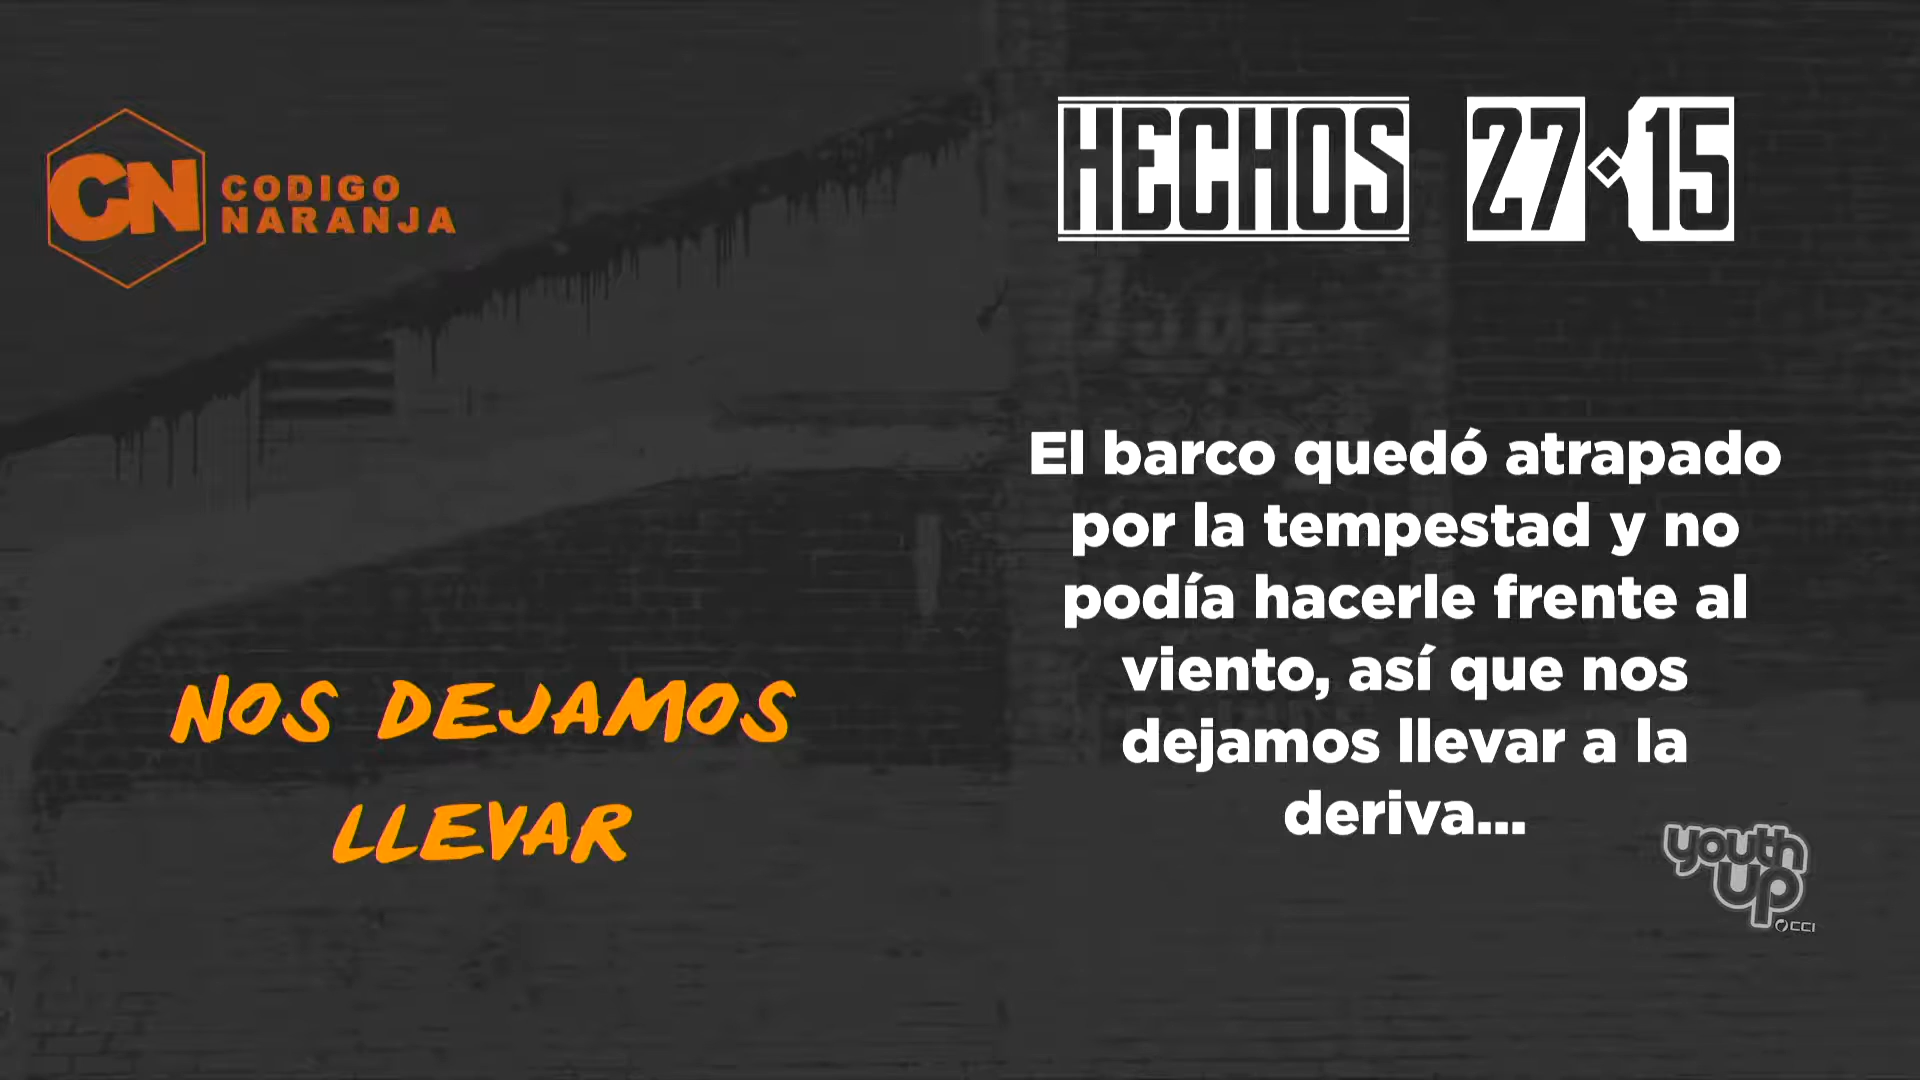 CN
CODIGO
NARANJA
NOS DEJAMOS
LLEVAR
HECHOS 27:15
El barco quedó atrapado
por la tempestad y no
podía hacerle frente al
viento, así que nos
dejamos llevar a la
deriva...
youth
up
CCI